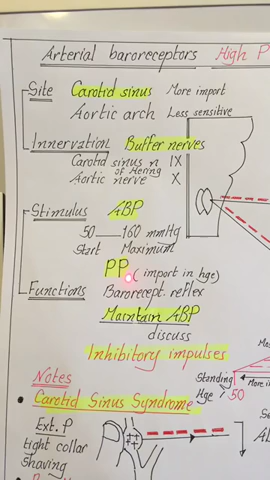 Arterial baroreceptors High P
Site Carotid sinus More import
Aortic arch Less sensitive
Innervation Buffer nerves
Carotid sinus n IX
of Hering
Aortic nerve X
Stimulus ABP
50 — 160 mmHg
Start Maximum
PP (import in hge)
Functions Barorecept. reflex
Maintain ABP
discuss
Inhibitory impulses
Notes
Standing
Age > 50
• Carotid Sinus Syndrome
Ext. P
tight collar
shaving